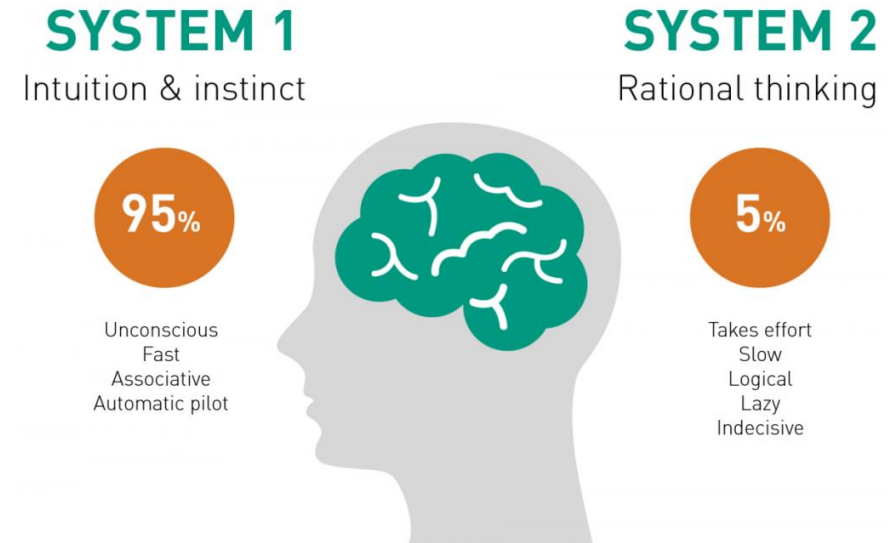 SYSTEM 1
Intuition & instinct
95%
Unconscious
Fast
Associative
Automatic pilot
SYSTEM 2
Rational thinking
5%
Takes effort
Slow
Logical
Lazy
Indecisive